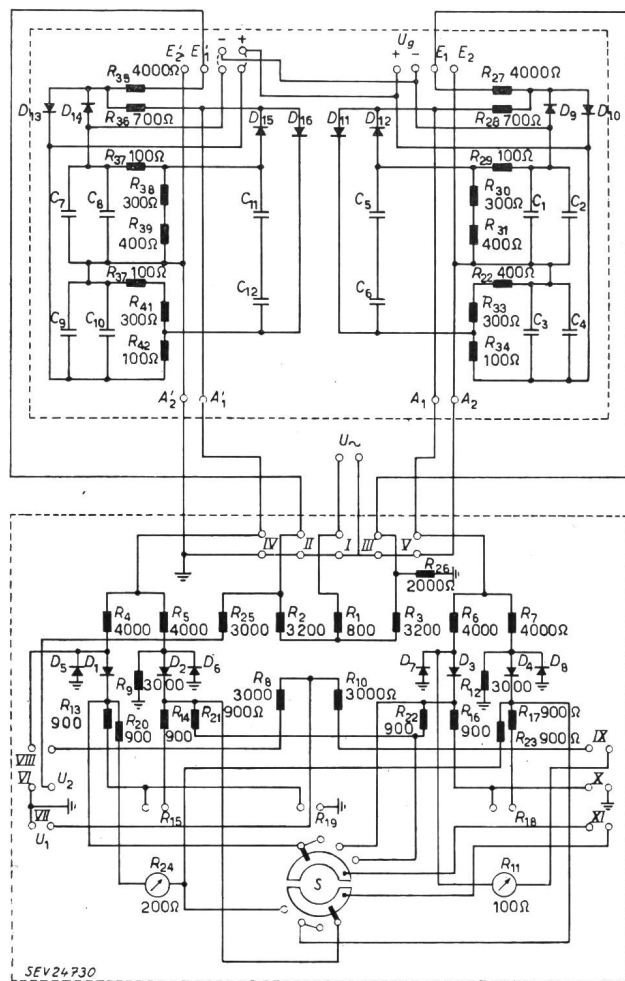 E′2 E′1 - + Ug E1 E2
R35 4000Ω + - R27 4000Ω
D13 D14 D9 D10
R36 700Ω D15 D16 D11 D12 R28 700Ω
R37 100Ω R29 100Ω
C7 C8 R38 300Ω C11 C5 R30 300Ω C1 C2
R39 400Ω R31 400Ω
R37 100Ω R22 400Ω
C9 C10 R41 300Ω C12 C6 R33 300Ω C3 C4
R42 100Ω R34 100Ω
A′2 A′1 A1 A2
U~
IV II I III V
R26 2000Ω
R4 4000 R5 4000 R25 3000 R2 3200 R1 800 R3 3200 R6 4000 R7 4000Ω
D5 D1 D2 D6 D7 D3 D4 D8
R9 3000 R8 3000 R10 3000Ω R12 3000
R13 900 R20 900 R14 900 R21 900Ω R22 900 R16 900 R17 900Ω R23 900Ω
VIII IX
VI U2 X
VII R15 R19 R18 XI
U1
R24 200Ω S R11 100Ω
SEV24730